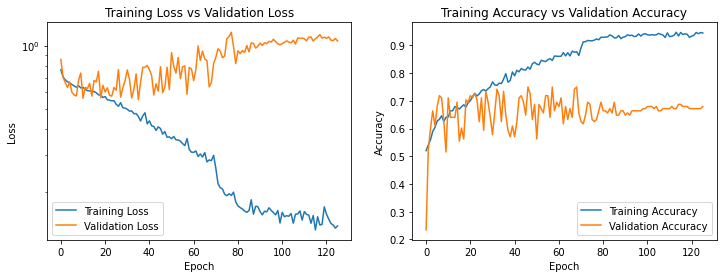 Training Loss vs Validation Loss
10⁰
Loss
Training Loss
Validation Loss
0 20 40 60 80 100 120
Epoch
Training Accuracy vs Validation Accuracy
0.9
0.8
0.7
0.6
0.5
0.4
0.3
0.2
Accuracy
Training Accuracy
Validation Accuracy
0 20 40 60 80 100 120
Epoch